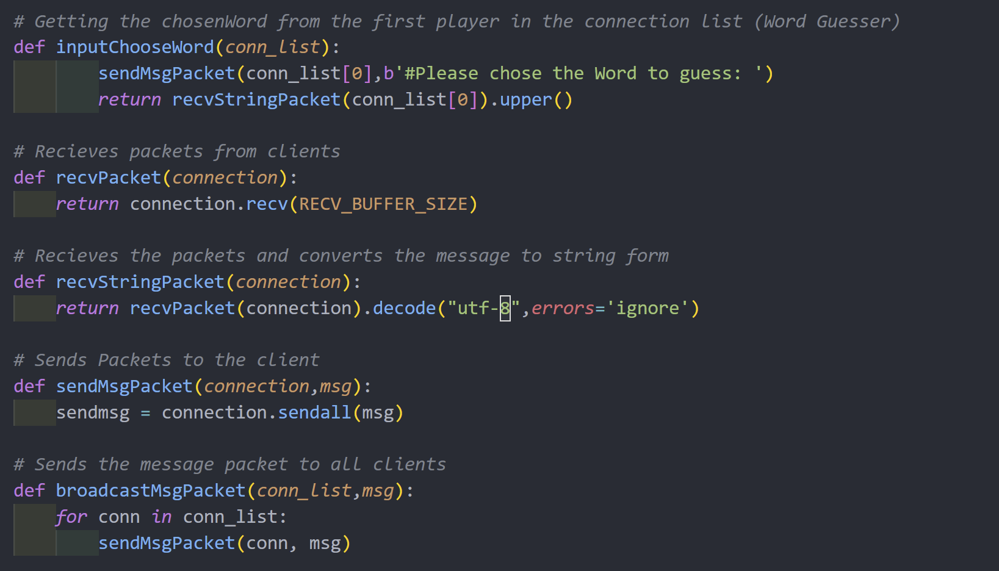 # Getting the chosenWord from the first player in the connection list (Word Guesser)
def inputChooseWord(conn_list):
        sendMsgPacket(conn_list[0],b'#Please chose the Word to guess: ')
        return recvStringPacket(conn_list[0]).upper()

# Recieves packets from clients
def recvPacket(connection):
    return connection.recv(RECV_BUFFER_SIZE)

# Recieves the packets and converts the message to string form
def recvStringPacket(connection):
    return recvPacket(connection).decode("utf-8",errors='ignore')

# Sends Packets to the client
def sendMsgPacket(connection,msg):
    sendmsg = connection.sendall(msg)

# Sends the message packet to all clients
def broadcastMsgPacket(conn_list,msg):
    for conn in conn_list:
        sendMsgPacket(conn, msg)